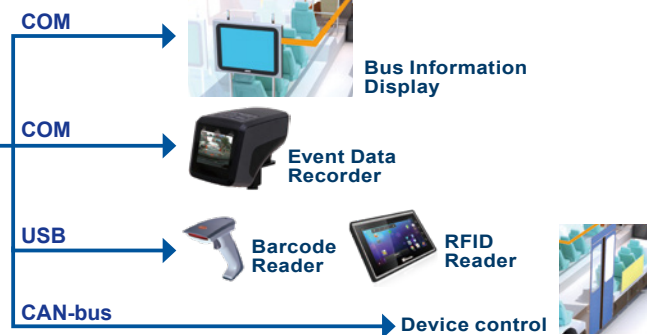 COM
Bus Information
Display
COM
Event Data
Recorder
USB
Barcode
Reader
RFID
Reader
CAN-bus
Device control